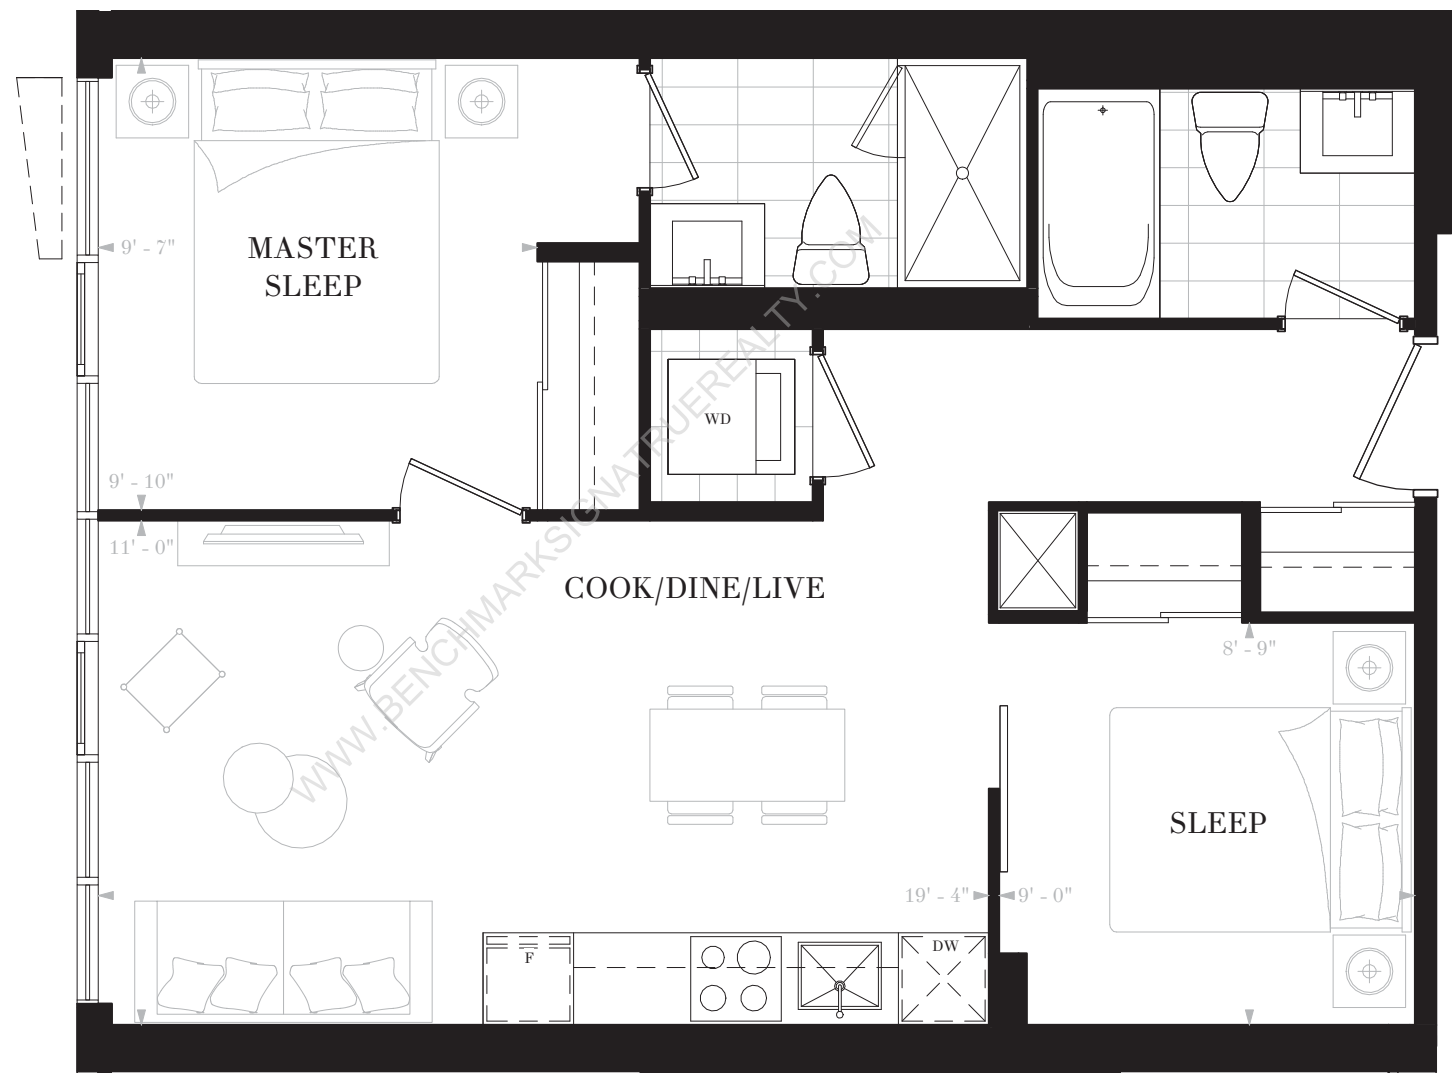 9' - 7"
MASTER
SLEEP
WD
9' - 10"
11' - 0"
COOK/DINE/LIVE
8' - 9"
SLEEP
19' - 4"
9' - 0"
F
DW
WWW.BENCHMARKSIGNATRUEREALTY.COM